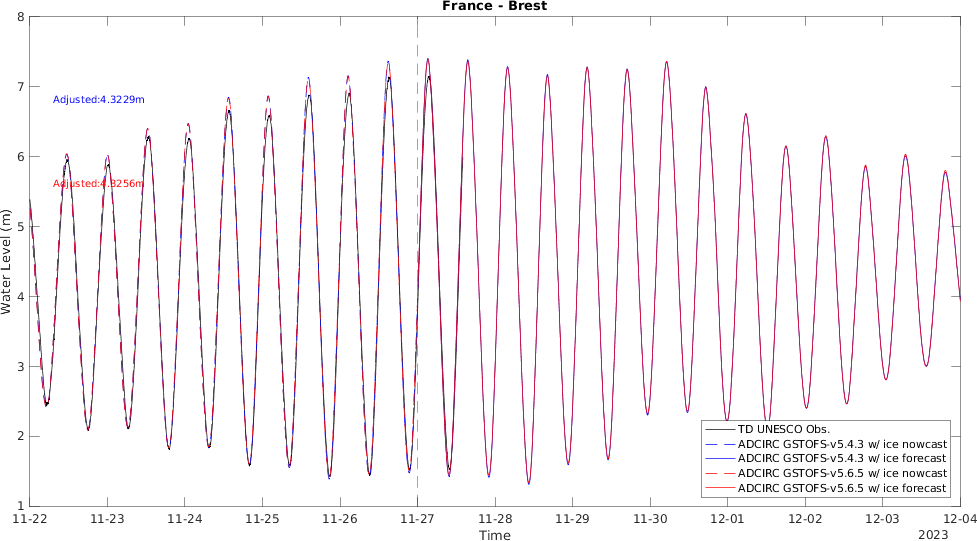 France - Brest
8
7
6
5
4
3
2
1
Water Level (m)
Adjusted:4.3229m
Adjusted:4.3256m
TD UNESCO Obs.
ADCIRC GSTOFS-v5.4.3 w/ ice nowcast
ADCIRC GSTOFS-v5.4.3 w/ ice forecast
ADCIRC GSTOFS-v5.6.5 w/ ice nowcast
ADCIRC GSTOFS-v5.6.5 w/ ice forecast
11-22 11-23 11-24 11-25 11-26 11-27 11-28 11-29 11-30 12-01 12-02 12-03 12-04
Time
2023